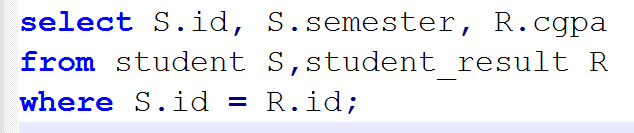 select S.id, S.semester, R.cgpa
from student S,student_result R
where S.id = R.id;